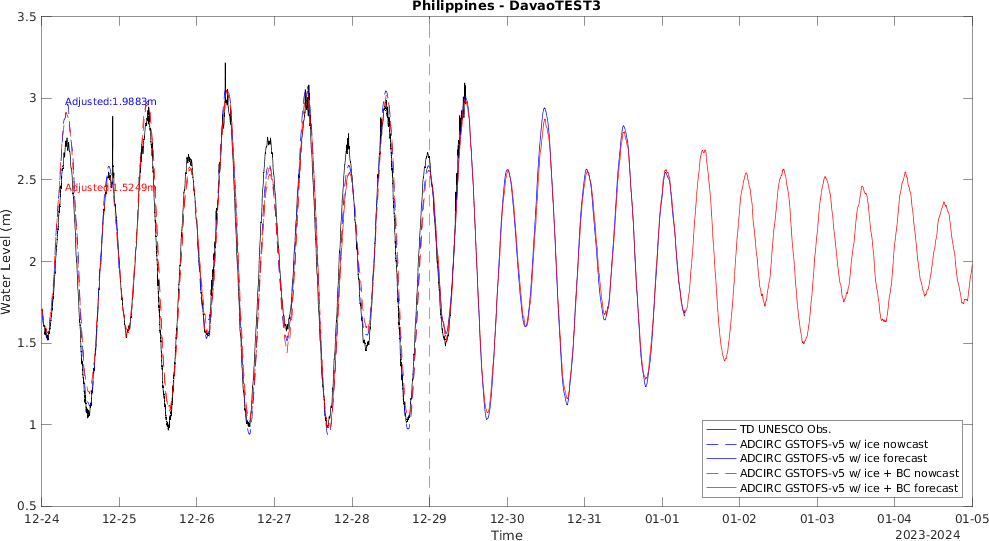 Philippines - DavaoTEST3
3.5
3
2.5
2
1.5
1
0.5
Water Level (m)
Adjusted:1.9883m
Adjusted:1.5249m
TD UNESCO Obs.
ADCIRC GSTOFS-v5 w/ ice nowcast
ADCIRC GSTOFS-v5 w/ ice forecast
ADCIRC GSTOFS-v5 w/ ice + BC nowcast
ADCIRC GSTOFS-v5 w/ ice + BC forecast
12-24 12-25 12-26 12-27 12-28 12-29 12-30 12-31 01-01 01-02 01-03 01-04 01-05
Time
2023-2024